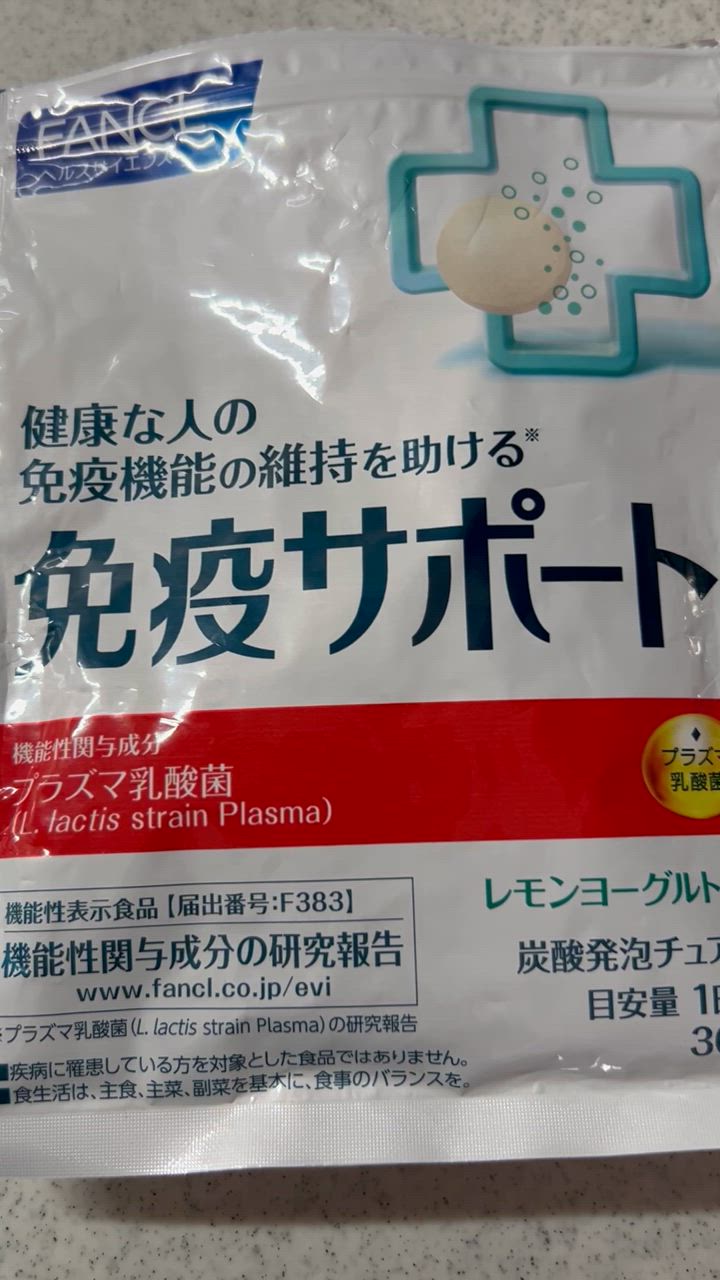 FANCL
ヘルスサイエンス
健康な人の
免疫機能の維持を助ける※
免疫サポート
機能性関与成分
プラズマ乳酸菌
(L. lactis strain Plasma)
プラズマ
乳酸菌
機能性表示食品【届出番号:F383】
機能性関与成分の研究報告
www.fancl.co.jp/evi
※プラズマ乳酸菌(L. lactis strain Plasma)の研究報告
■疾病に罹患している方を対象とした食品ではありません。
■食生活は、主食、主菜、副菜を基本に、食事のバランスを。
レモンヨーグルト
炭酸発泡チュア
目安量 1
3